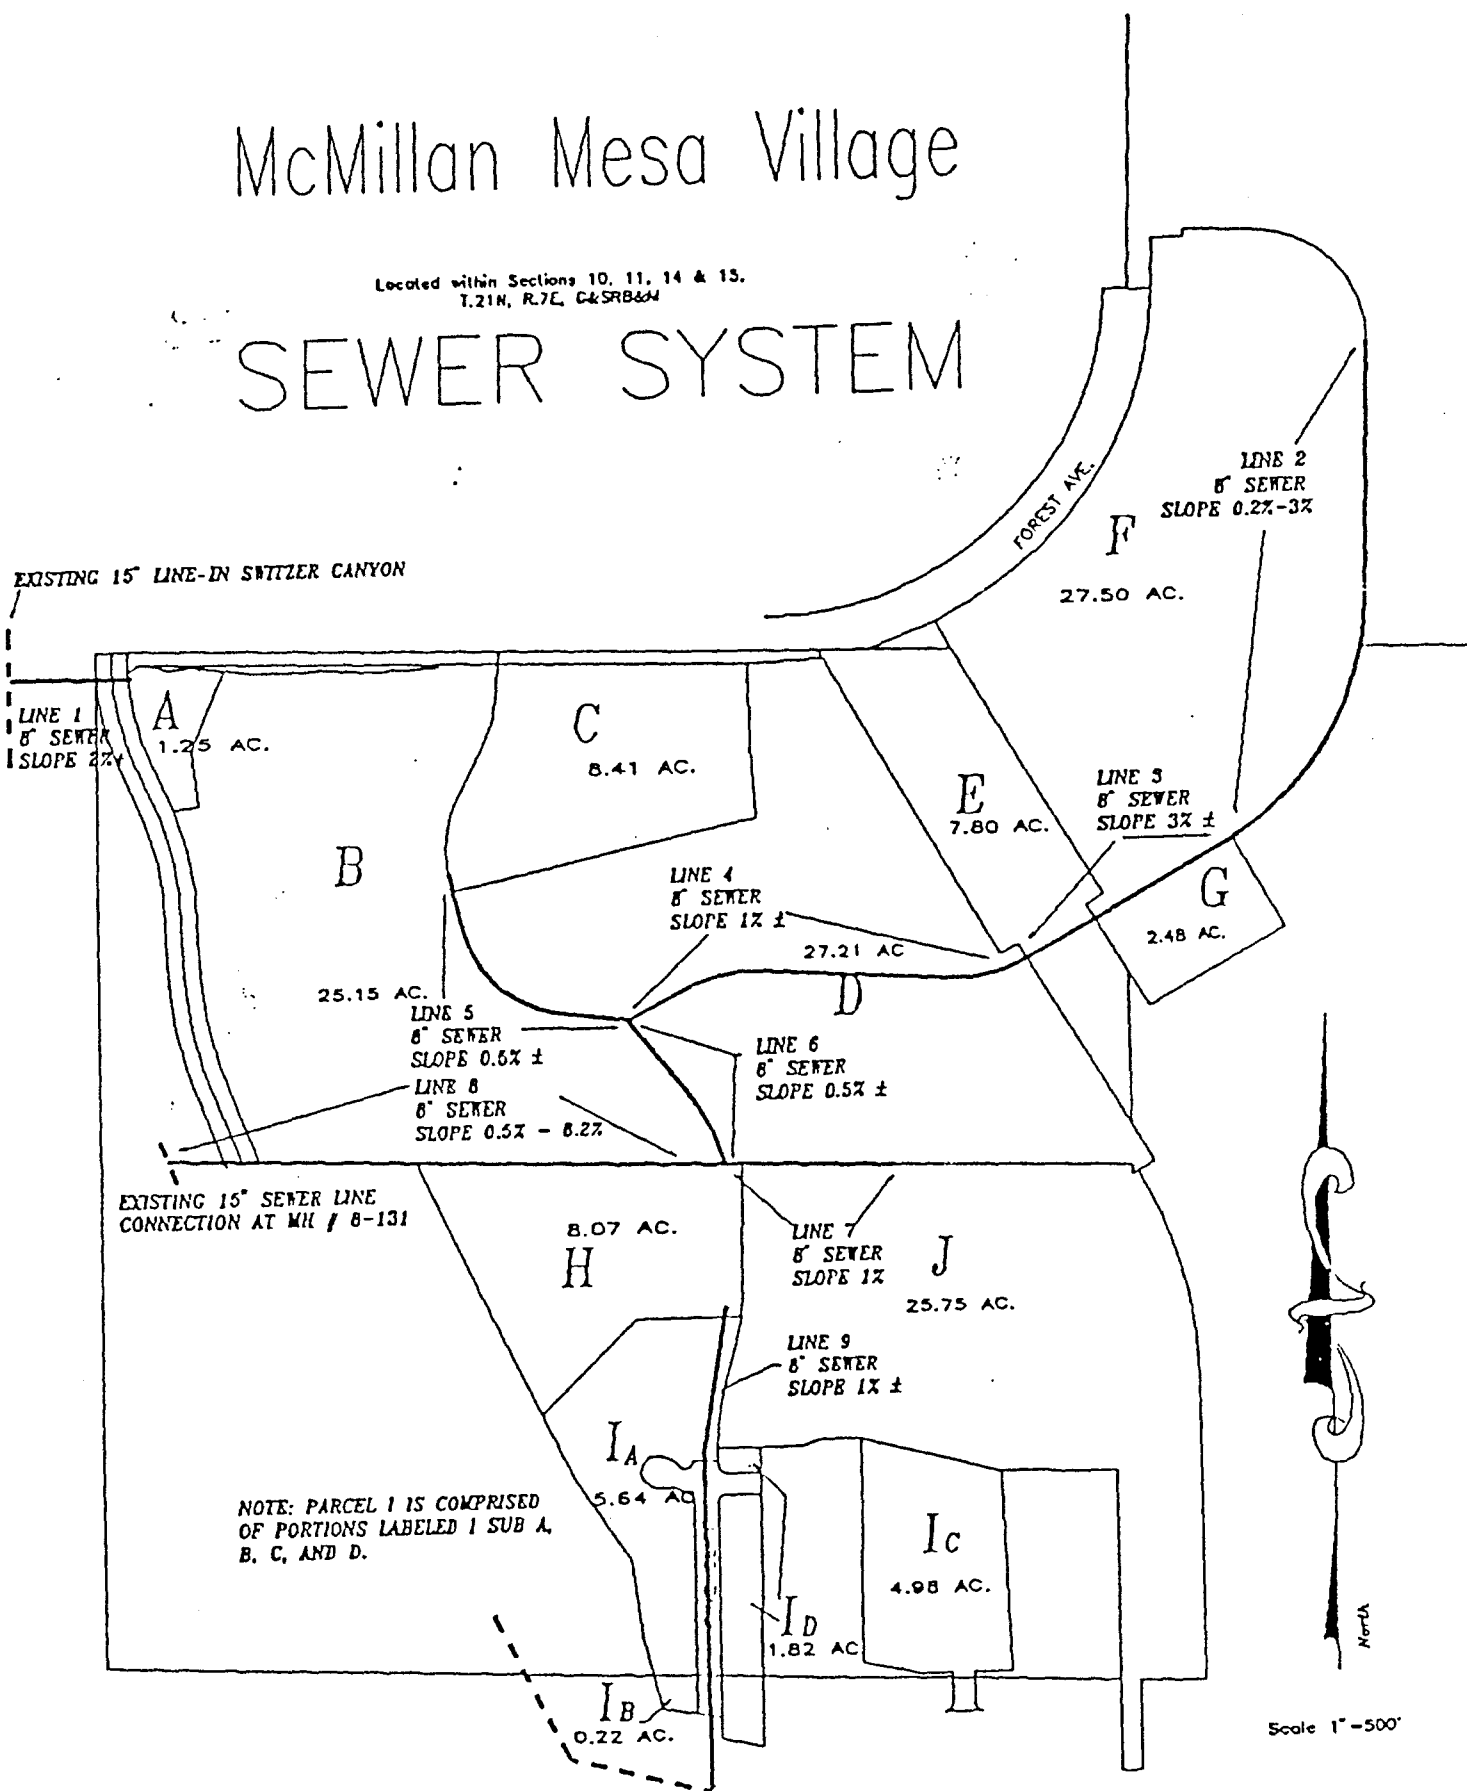 McMillan Mesa Village
Located within Sections 10, 11, 14 & 15,
T.21N, R.7E, G&SRB&M
SEWER SYSTEM
FOREST AVE.
LINE 2
8" SEWER
SLOPE 0.2%-3%
F
27.50 AC.
EXISTING 15" LINE-IN SWITZER CANYON
LINE 1
8" SEWER
SLOPE 2%±
A
1.25 AC.
C
8.41 AC.
E
7.80 AC.
LINE 3
8" SEWER
SLOPE 3% ±
B
25.15 AC.
LINE 4
8" SEWER
SLOPE 1% ±
27.21 AC
D
G
2.48 AC.
LINE 5
8" SEWER
SLOPE 0.5% ±
LINE 6
8" SEWER
SLOPE 0.5% ±
LINE 8
8" SEWER
SLOPE 0.5% - 8.2%
EXISTING 15" SEWER LINE
CONNECTION AT MH # 8-131
8.07 AC.
H
LINE 7
8" SEWER
SLOPE 1%
J
25.75 AC.
LINE 9
8" SEWER
SLOPE 1% ±
IA
5.64 AC
NOTE: PARCEL I IS COMPRISED
OF PORTIONS LABELED I SUB A,
B, C, AND D.
IC
4.98 AC.
ID
1.82 AC
IB
0.22 AC.
North
Scale 1"-500'